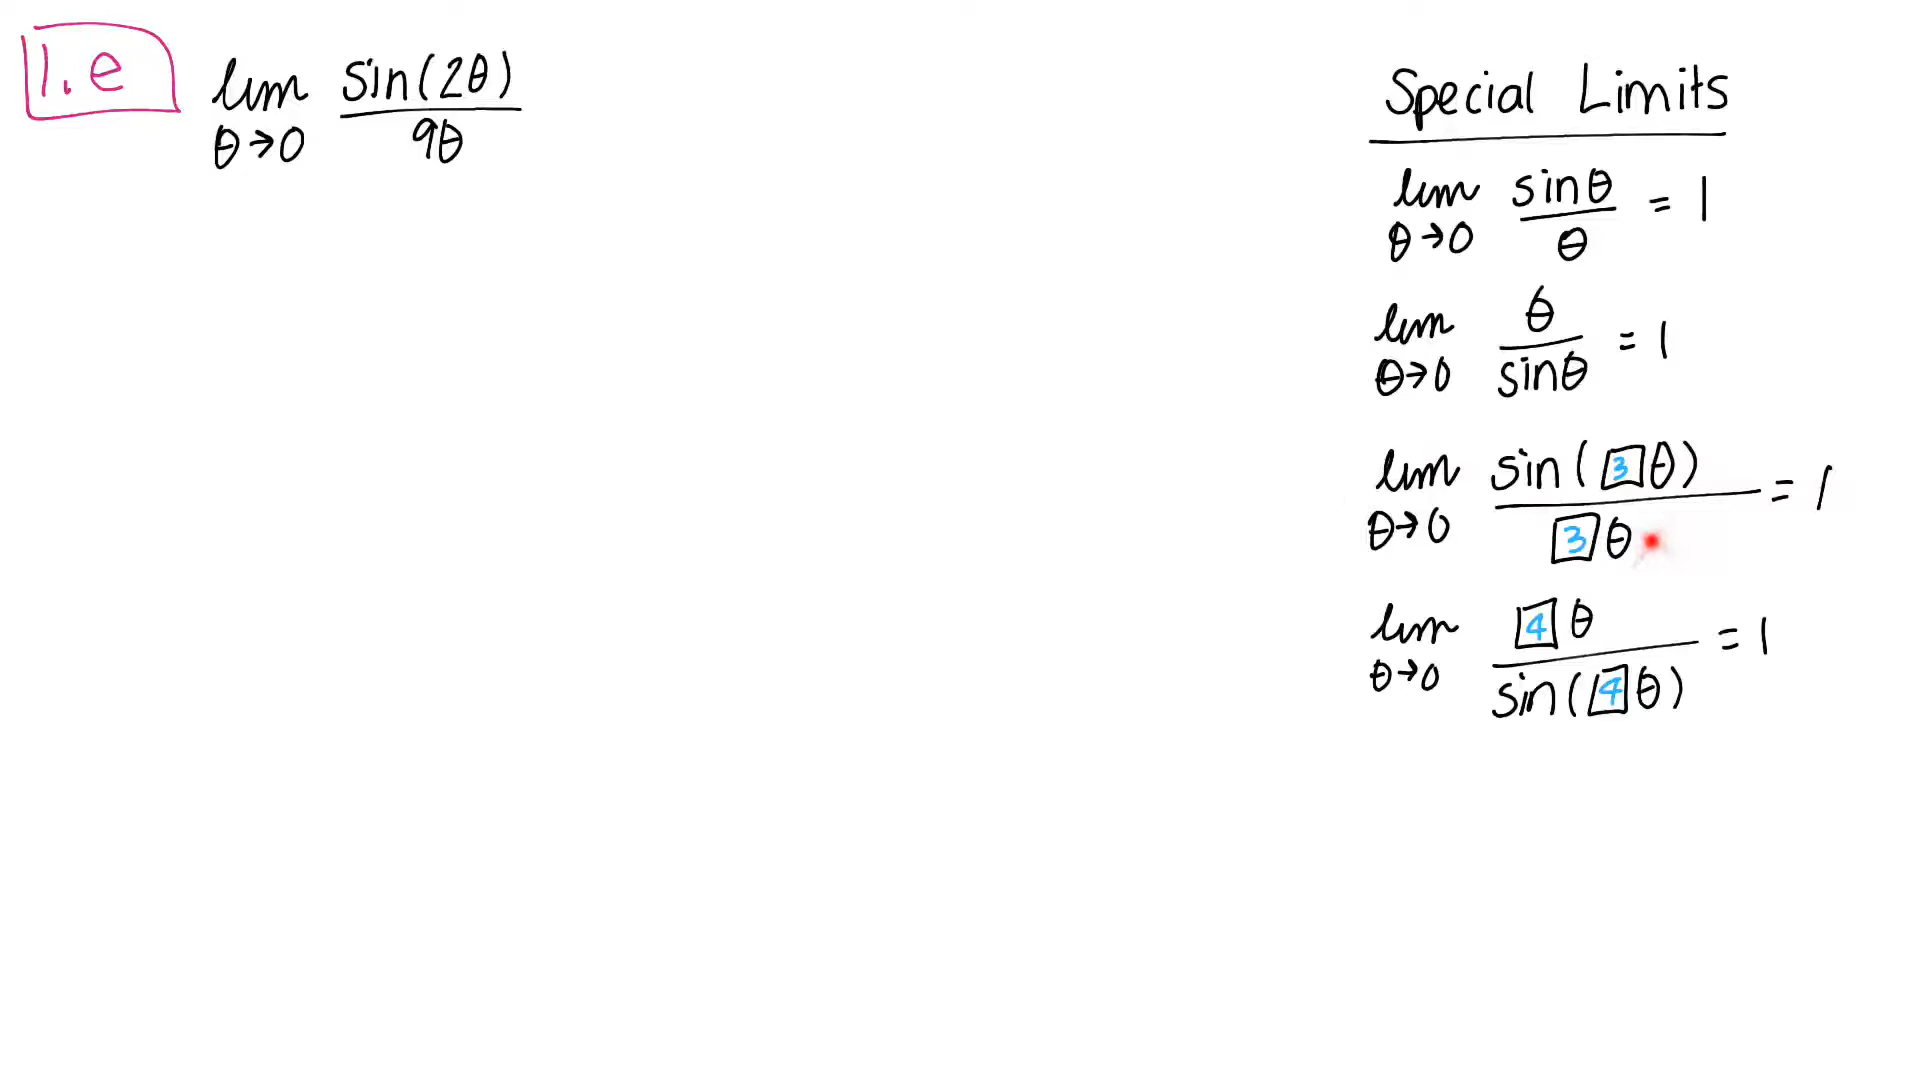 1.e lim θ→0 sin(2θ)/9θ
Special Limits
lim θ→0 sinθ/θ = 1
lim θ→0 θ/sinθ = 1
lim θ→0 sin(3θ)/3θ = 1
lim θ→0 4θ/sin(4θ) = 1